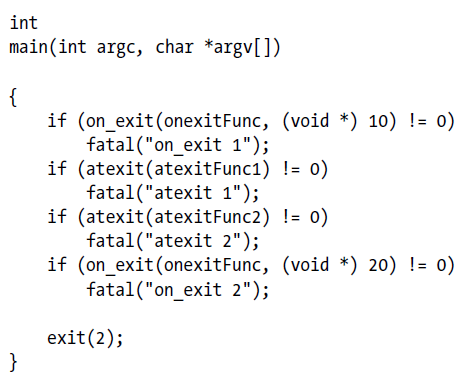 int
main(int argc, char *argv[])
{
    if (on_exit(onexitFunc, (void *) 10) != 0)
        fatal("on_exit 1");
    if (atexit(atexitFunc1) != 0)
        fatal("atexit 1");
    if (atexit(atexitFunc2) != 0)
        fatal("atexit 2");
    if (on_exit(onexitFunc, (void *) 20) != 0)
        fatal("on_exit 2");
    exit(2);
}